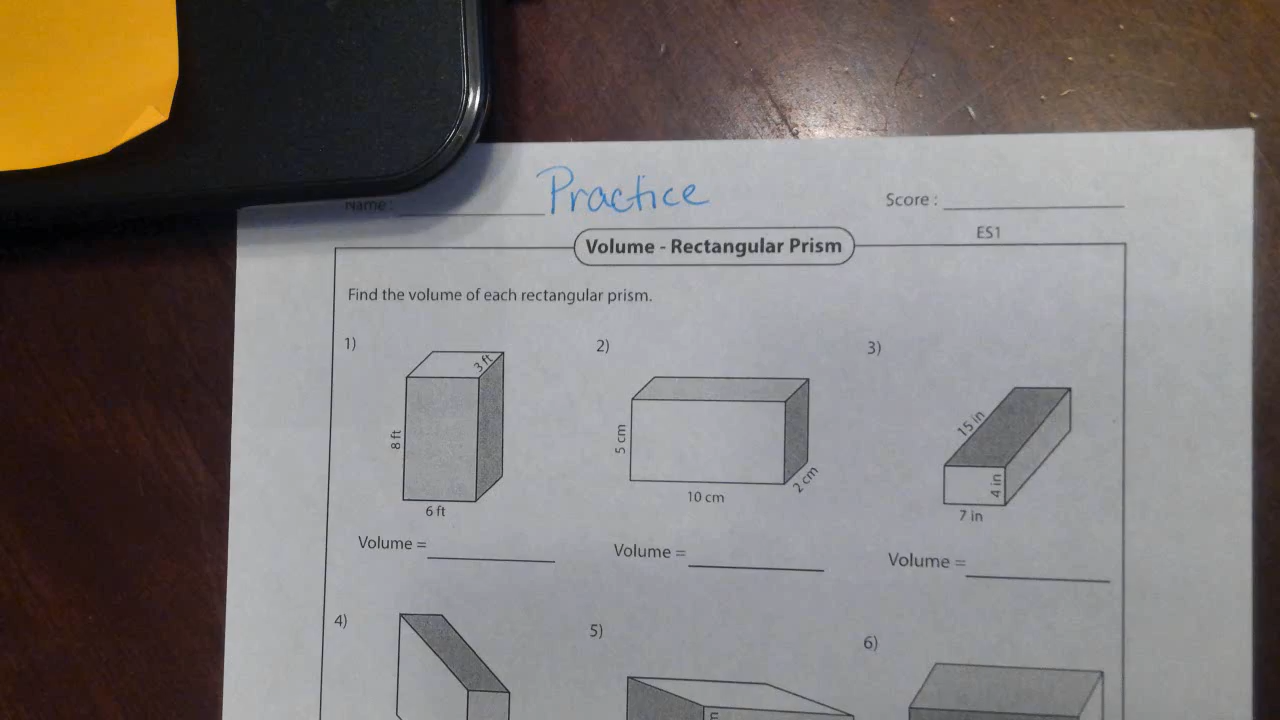 Name : Practice Score :
ES1
Volume - Rectangular Prism
Find the volume of each rectangular prism.
1) 2) 3)
3 ft
8 ft
6 ft
5 cm
10 cm
2 cm
15 in
4 in
7 in
Volume = Volume = Volume =
4) 5) 6)